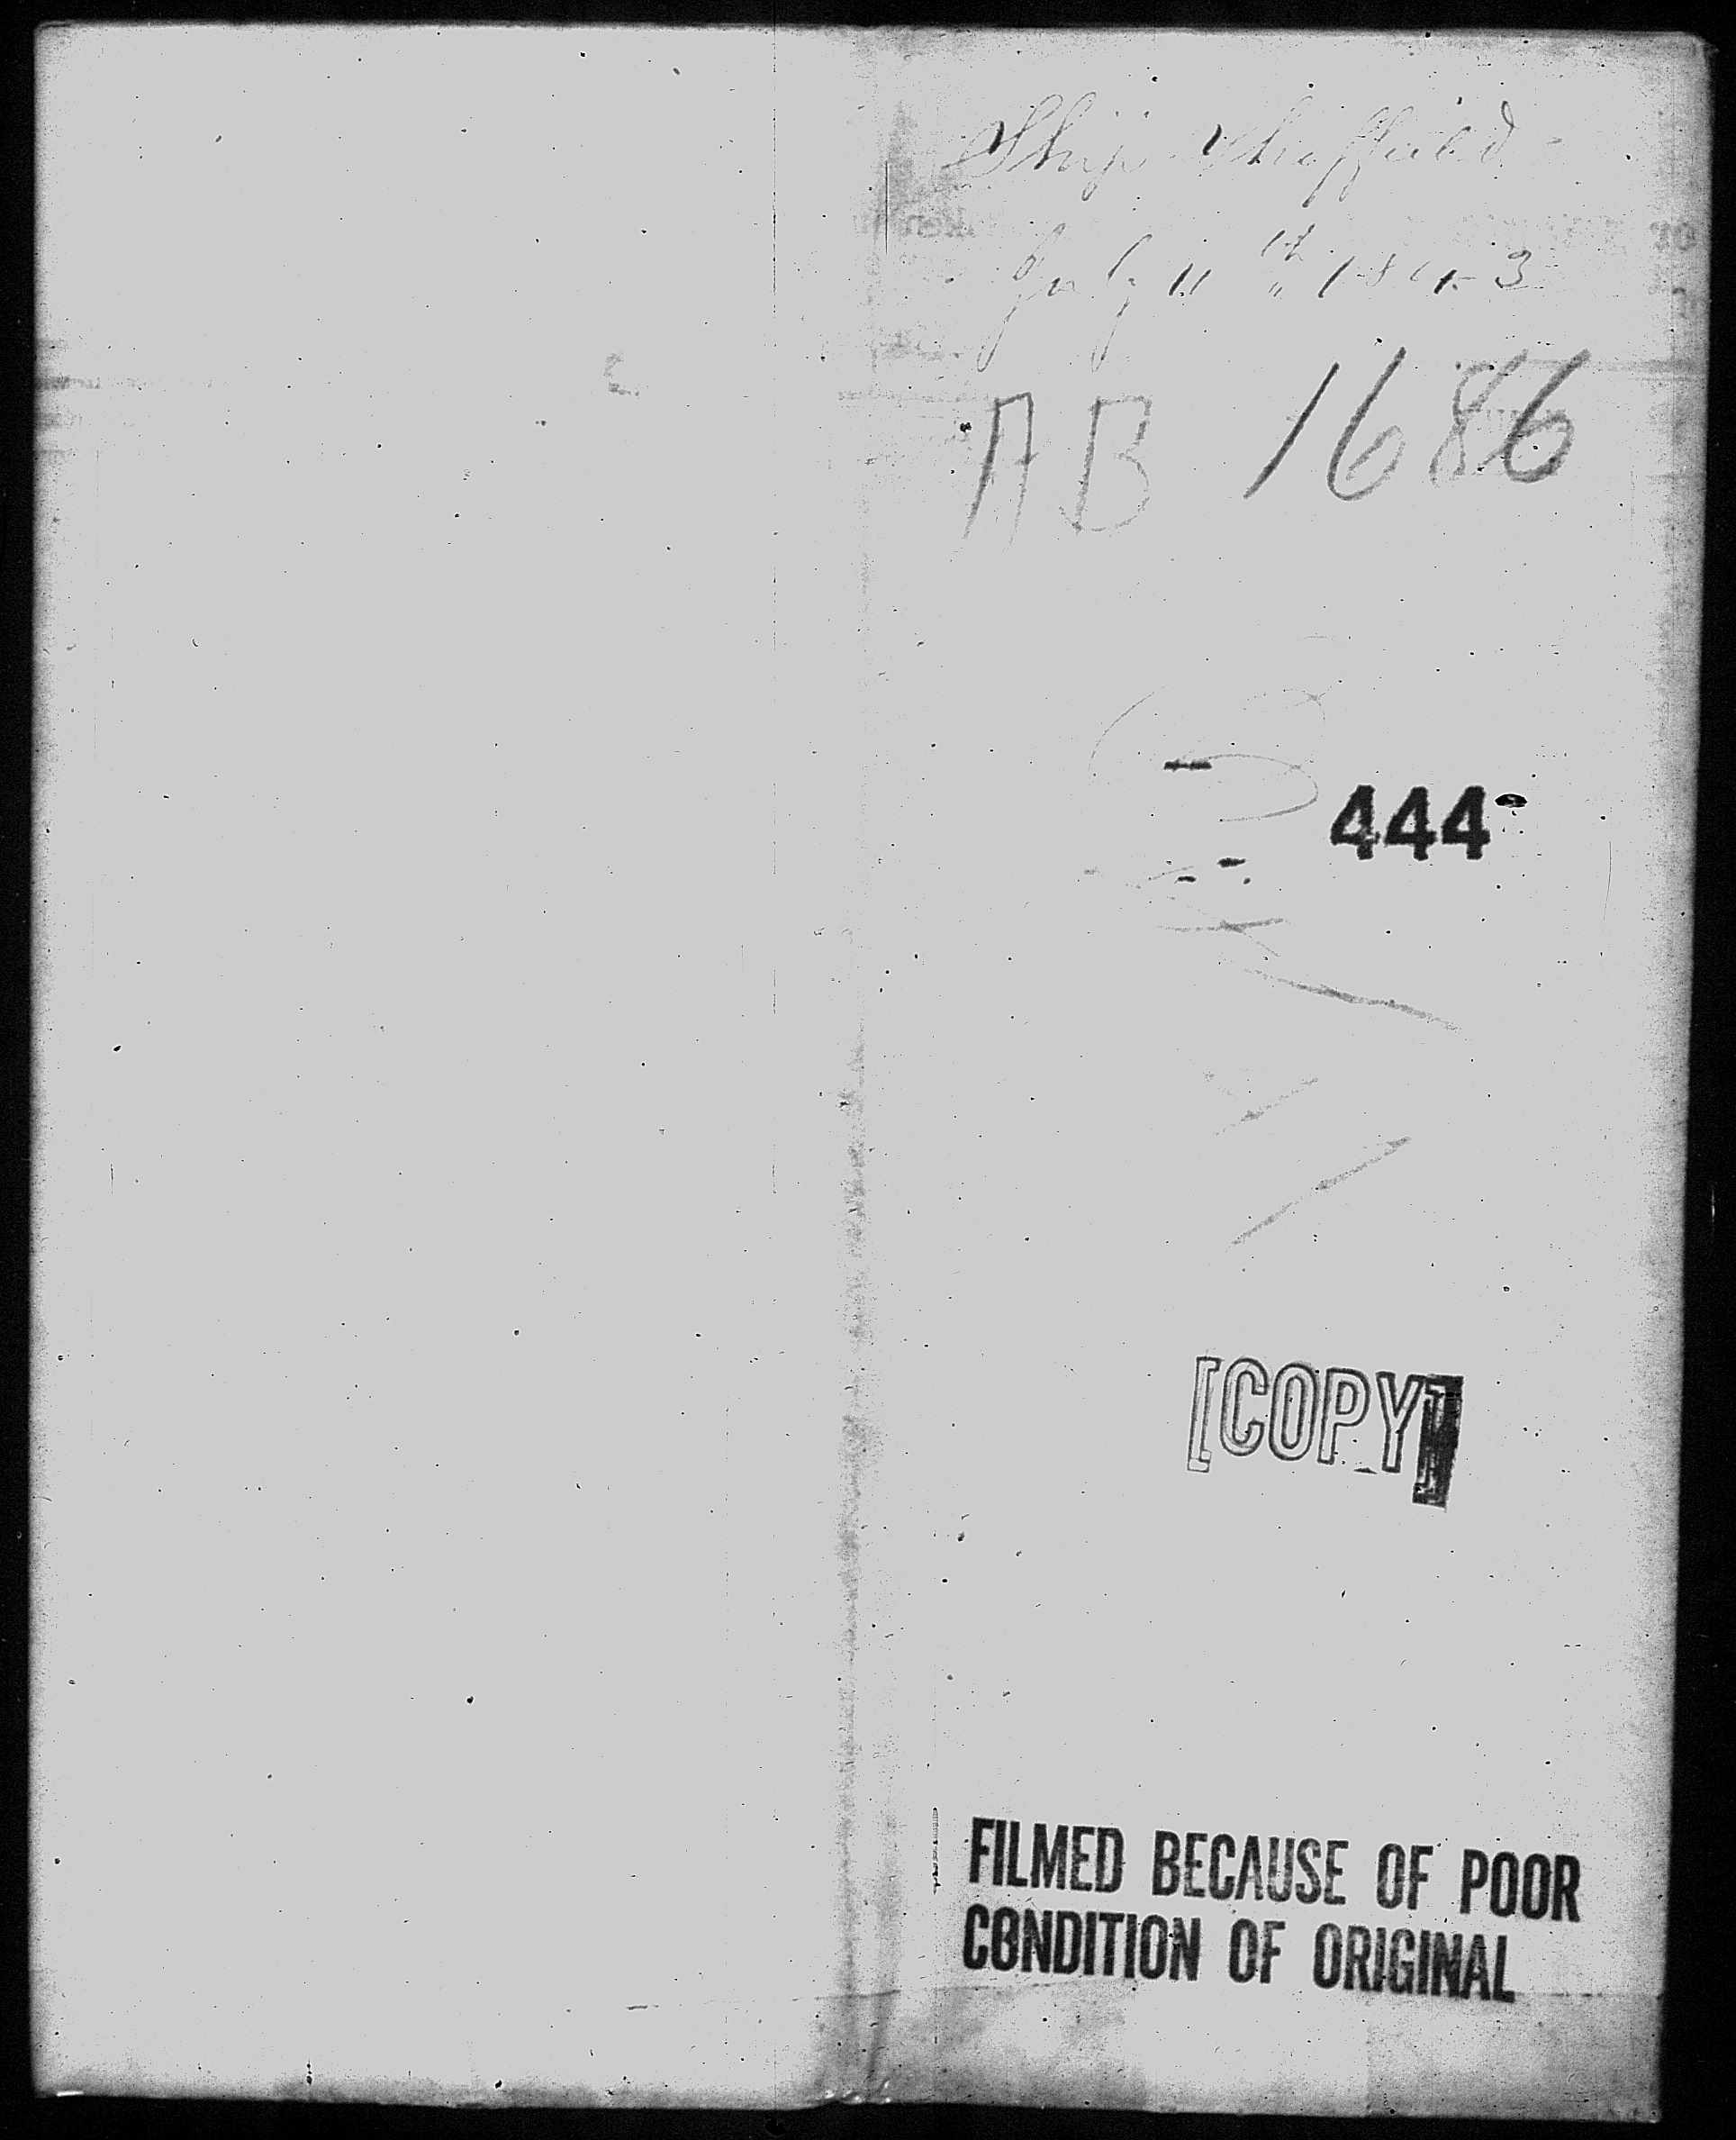 Ship Sheffield
July 11th 1843
AB 1686
444
[COPY]
FILMED BECAUSE OF POOR
CONDITION OF ORIGINAL